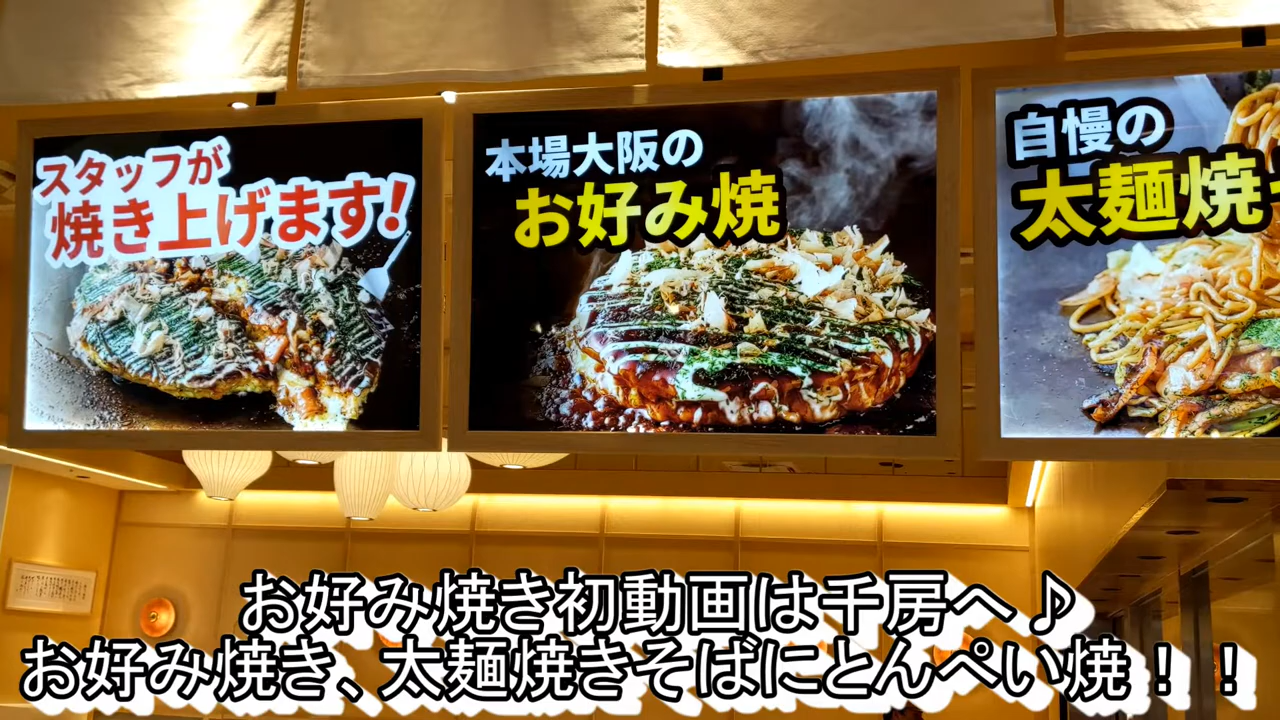 スタッフが
焼き上げます!
本場大阪の
お好み焼
自慢の
太麺焼
お好み焼き初動画は千房へ♪
お好み焼き、太麺焼きそばにとんぺい焼！！